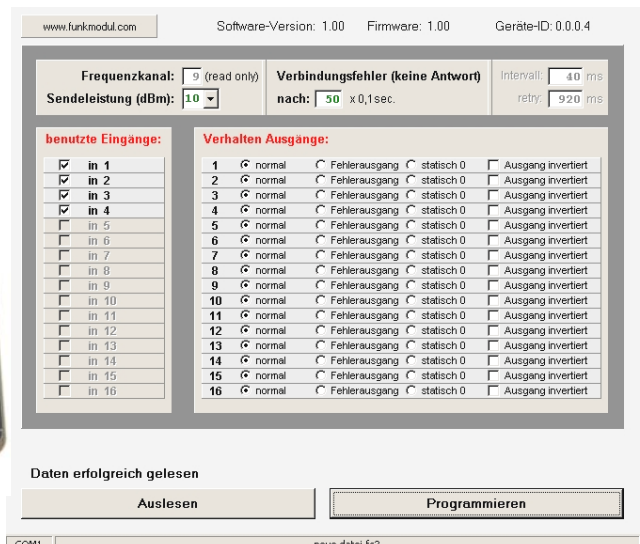 www.funkmodul.com Software-Version: 1.00 Firmware: 1.00 Geräte-ID: 0.0.0.4
Frequenzkanal: 9 (read only) Verbindungsfehler (keine Antwort) Intervall: 40 ms
Sendeleistung (dBm): 10 nach: 50 x 0,1sec. retry: 920 ms
benutzte Eingänge: Verhalten Ausgänge:
in 1 1 normal Fehlerausgang statisch 0 Ausgang invertiert
in 2 2 normal Fehlerausgang statisch 0 Ausgang invertiert
in 3 3 normal Fehlerausgang statisch 0 Ausgang invertiert
in 4 4 normal Fehlerausgang statisch 0 Ausgang invertiert
in 5 5 normal Fehlerausgang statisch 0 Ausgang invertiert
in 6 6 normal Fehlerausgang statisch 0 Ausgang invertiert
in 7 7 normal Fehlerausgang statisch 0 Ausgang invertiert
in 8 8 normal Fehlerausgang statisch 0 Ausgang invertiert
in 9 9 normal Fehlerausgang statisch 0 Ausgang invertiert
in 10 10 normal Fehlerausgang statisch 0 Ausgang invertiert
in 11 11 normal Fehlerausgang statisch 0 Ausgang invertiert
in 12 12 normal Fehlerausgang statisch 0 Ausgang invertiert
in 13 13 normal Fehlerausgang statisch 0 Ausgang invertiert
in 14 14 normal Fehlerausgang statisch 0 Ausgang invertiert
in 15 15 normal Fehlerausgang statisch 0 Ausgang invertiert
in 16 16 normal Fehlerausgang statisch 0 Ausgang invertiert
Daten erfolgreich gelesen
Auslesen Programmieren
COM1